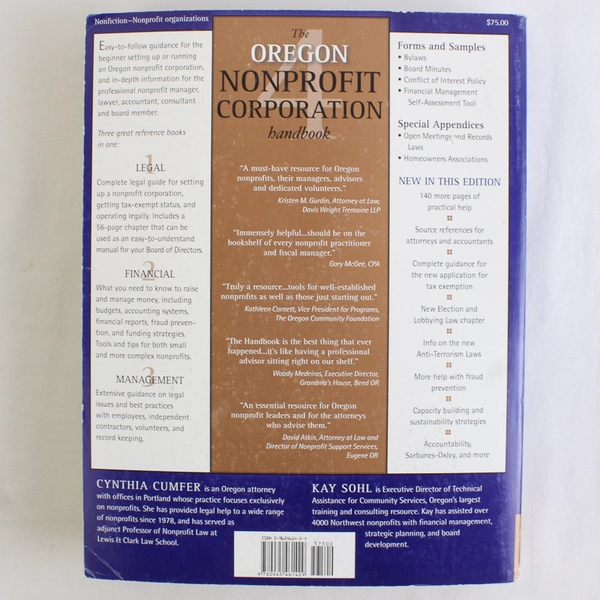 Nonfiction—Nonprofit organizations
$75.00
Easy-to-follow guidance for the
beginner setting up or running
an Oregon nonprofit corporation,
and in-depth information for the
professional nonprofit manager,
lawyer, accountant, consultant
and board member.
Three great reference books
in one:
1
LEGAL
Complete legal guide for setting
up a nonprofit corporation,
getting tax-exempt status, and
operating legally. Includes a
56-page chapter that can be
used as an easy-to-understand
manual for your Board of Directors.
2
FINANCIAL
What you need to know to raise
and manage money, including
budgets, accounting systems,
financial reports, fraud preven-
tion, and funding strategies.
Tools and tips for both small
and more complex nonprofits.
3
MANAGEMENT
Extensive guidance on legal
issues and best practices
with employees, independent
contractors, volunteers, and
record keeping.
4
The
OREGON
NONPROFIT
CORPORATION
handbook
“A must-have resource for Oregon
nonprofits, their managers, advisors
and dedicated volunteers.”
Kristen M. Gurdin, Attorney at Law;
Davis Wright Tremaine LLP
“Immensely helpful...should be on the
bookshelf of every nonprofit practitioner
and fiscal manager.”
Gary McGee, CPA
“Truly a resource...tools for well-established
nonprofits as well as those just starting out.”
Kathleen Cornett, Vice President for Programs,
The Oregon Community Foundation
“The Handbook is the best thing that ever
happened...it’s like having a professional
advisor sitting right on our shelf.”
Woody Medeiros, Executive Director,
Grandma's House, Bend OR
“An essential resource for Oregon
nonprofit leaders and for the attorneys
who advise them.”
David Atkin, Attorney at Law and
Director of Nonprofit Support Services,
Eugene OR
Forms and Samples
• Bylaws
• Board Minutes
• Conflict of Interest Policy
• Financial Management
Self-Assessment Tool
Special Appendices
• Open Meetings and Records
Laws
• Homeowners Associations
NEW IN THIS EDITION
140 more pages of
practical help
Source references for
attorneys and accountants
Complete guidance for
the new application for
tax exemption
New Election and
Lobbying Law chapter
Info on the new
Anti-Terrorism Laws
More help with fraud
prevention
Capacity building and
sustainability strategies
Accountability,
Sarbanes-Oxley, and more
CYNTHIA CUMFER is an Oregon attorney
with offices in Portland whose practice focuses exclusively
on nonprofits. She has provided legal help to a wide range
of nonprofits since 1978, and has served as
adjunct Professor of Nonprofit Law at
Lewis & Clark Law School.
KAY SOHL is Executive Director of Technical
Assistance for Community Services, Oregon's largest
training and consulting resource. Kay has assisted over
4000 Northwest nonprofits with financial management,
strategic planning, and board
development.
ISBN
57500